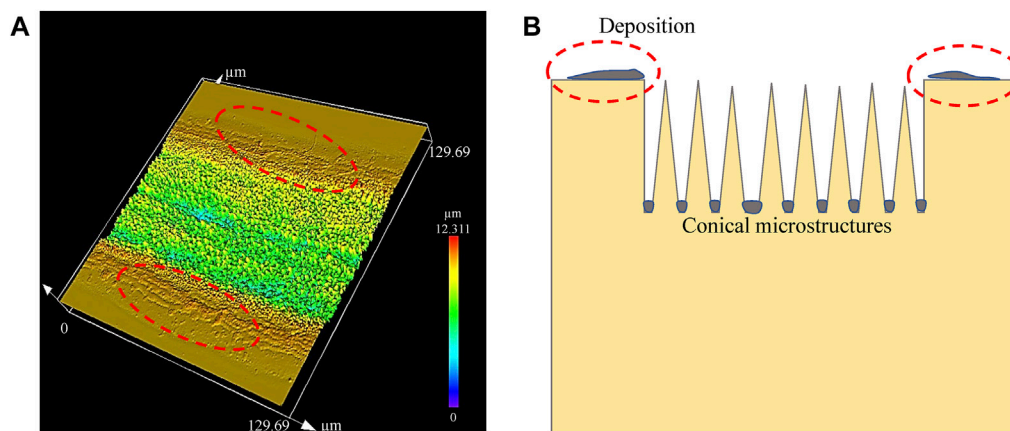 A
µm
129.69
µm
12.311
0
0
129.69
µm
B
Deposition
Conical microstructures